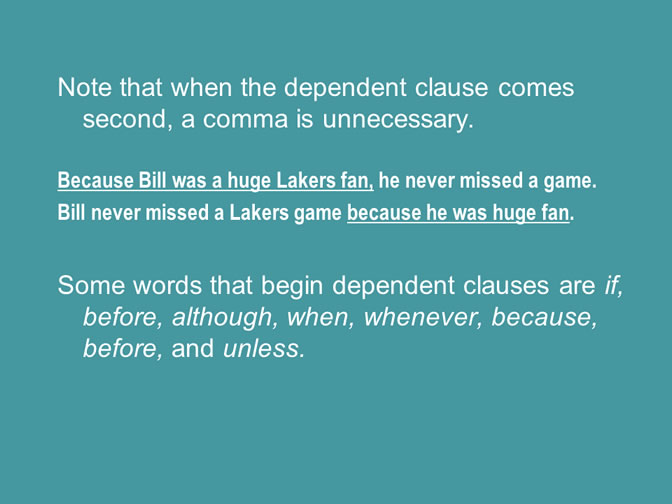 Note that when the dependent clause comes
second, a comma is unnecessary.
Because Bill was a huge Lakers fan, he never missed a game.
Bill never missed a Lakers game because he was huge fan.
Some words that begin dependent clauses are if,
before, although, when, whenever, because,
before, and unless.